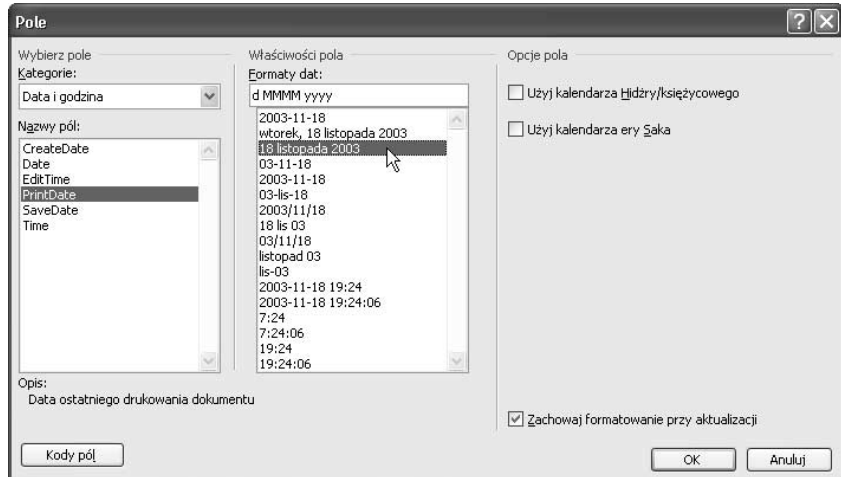 Pole
Wybierz pole
Kategorie:
Data i godzina
Nazwy pól:
CreateDate
Date
EditTime
PrintDate
SaveDate
Time
Właściwości pola
Formaty dat:
d MMMM yyyy
2003-11-18
wtorek, 18 listopada 2003
18 listopada 2003
03-11-18
2003-11-18
03-lis-18
2003/11/18
18 lis 03
03/11/18
listopad 03
lis-03
2003-11-18 19:24
2003-11-18 19:24:06
7:24
7:24:06
19:24
19:24:06
Opcje pola
Użyj kalendarza Hidżry/księżycowego
Użyj kalendarza ery Saka
Zachowaj formatowanie przy aktualizacji
Opis:
Data ostatniego drukowania dokumentu
Kody pól
OK
Anuluj